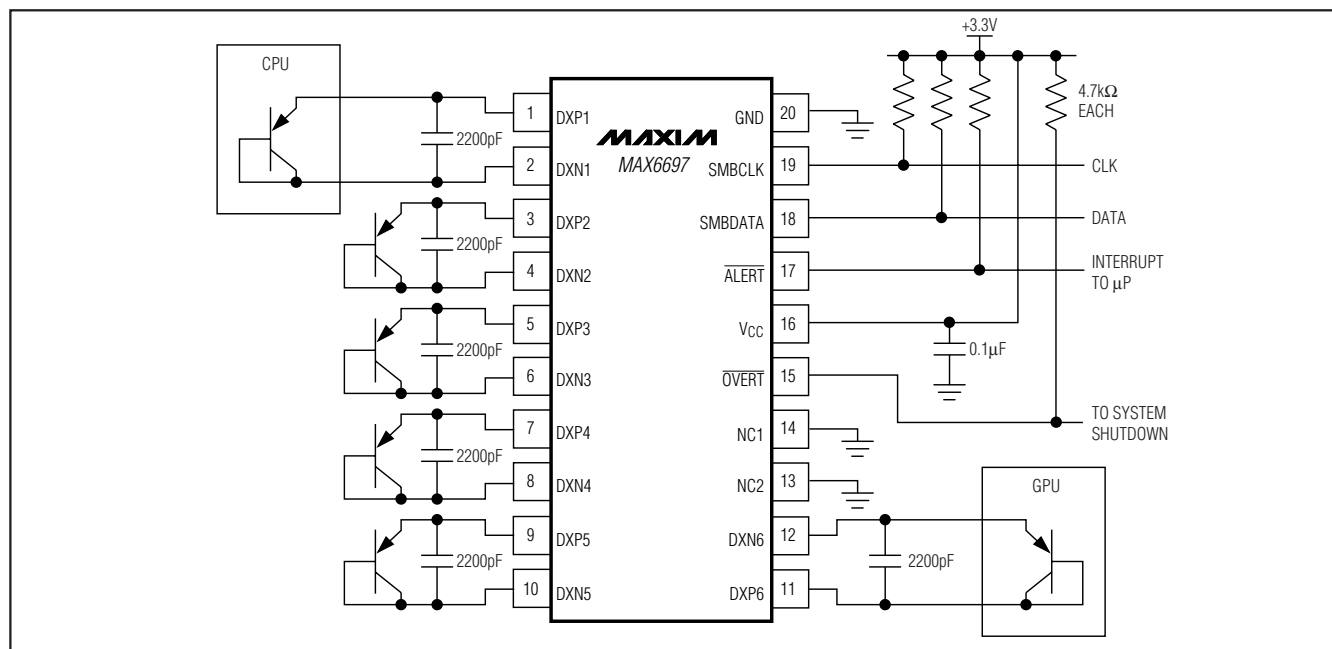 CPU
2200pF
2200pF
2200pF
2200pF
2200pF
1 DXP1
2 DXN1
3 DXP2
4 DXN2
5 DXP3
6 DXN3
7 DXP4
8 DXN4
9 DXP5
10 DXN5
MAXIM
MAX6697
GND 20
SMBCLK 19
SMBDATA 18
ALERT 17
VCC 16
OVERT 15
NC1 14
NC2 13
DXN6 12
DXP6 11
+3.3V
4.7kΩ
EACH
CLK
DATA
INTERRUPT
TO μP
0.1μF
TO SYSTEM
SHUTDOWN
GPU
2200pF